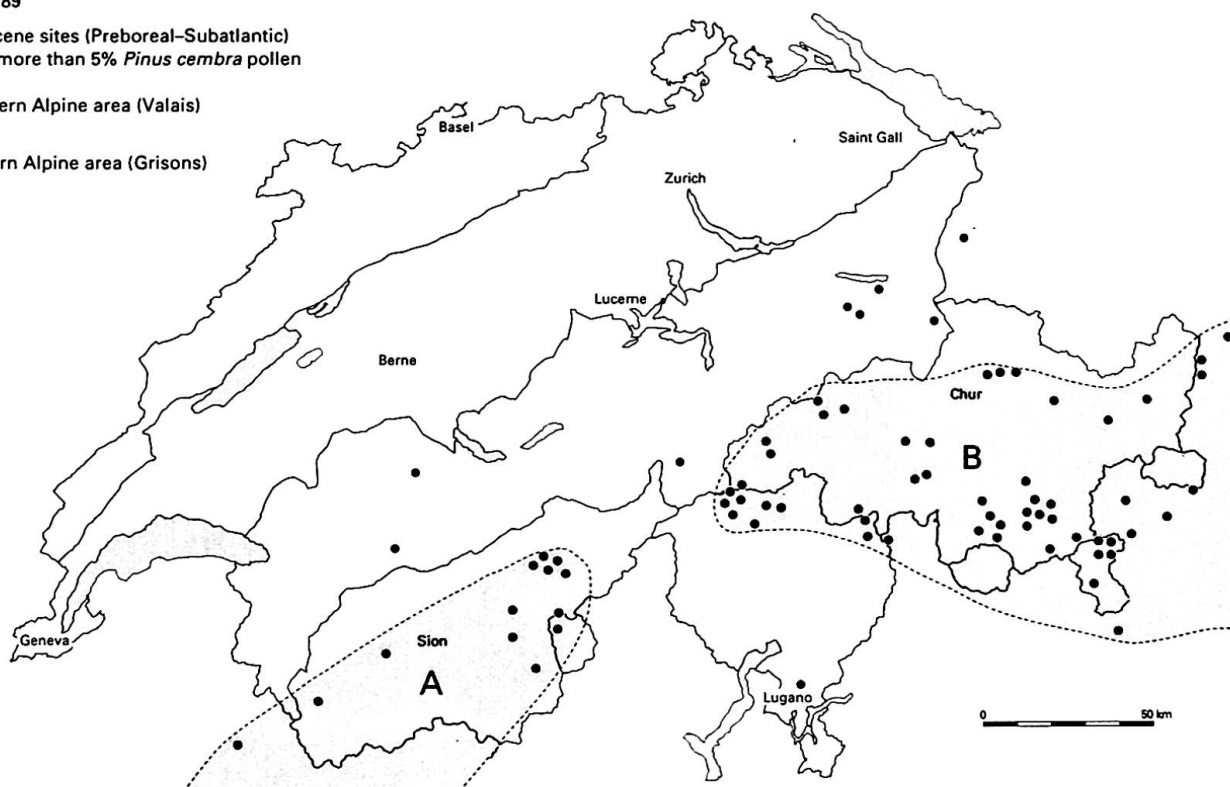 89
cene sites (Preboreal–Subatlantic)
more than 5% Pinus cembra pollen
ern Alpine area (Valais)
rn Alpine area (Grisons)
Basel
Saint Gall
Zurich
Lucerne
Berne
Chur
B
Geneva
Sion
A
Lugano
0 50 km